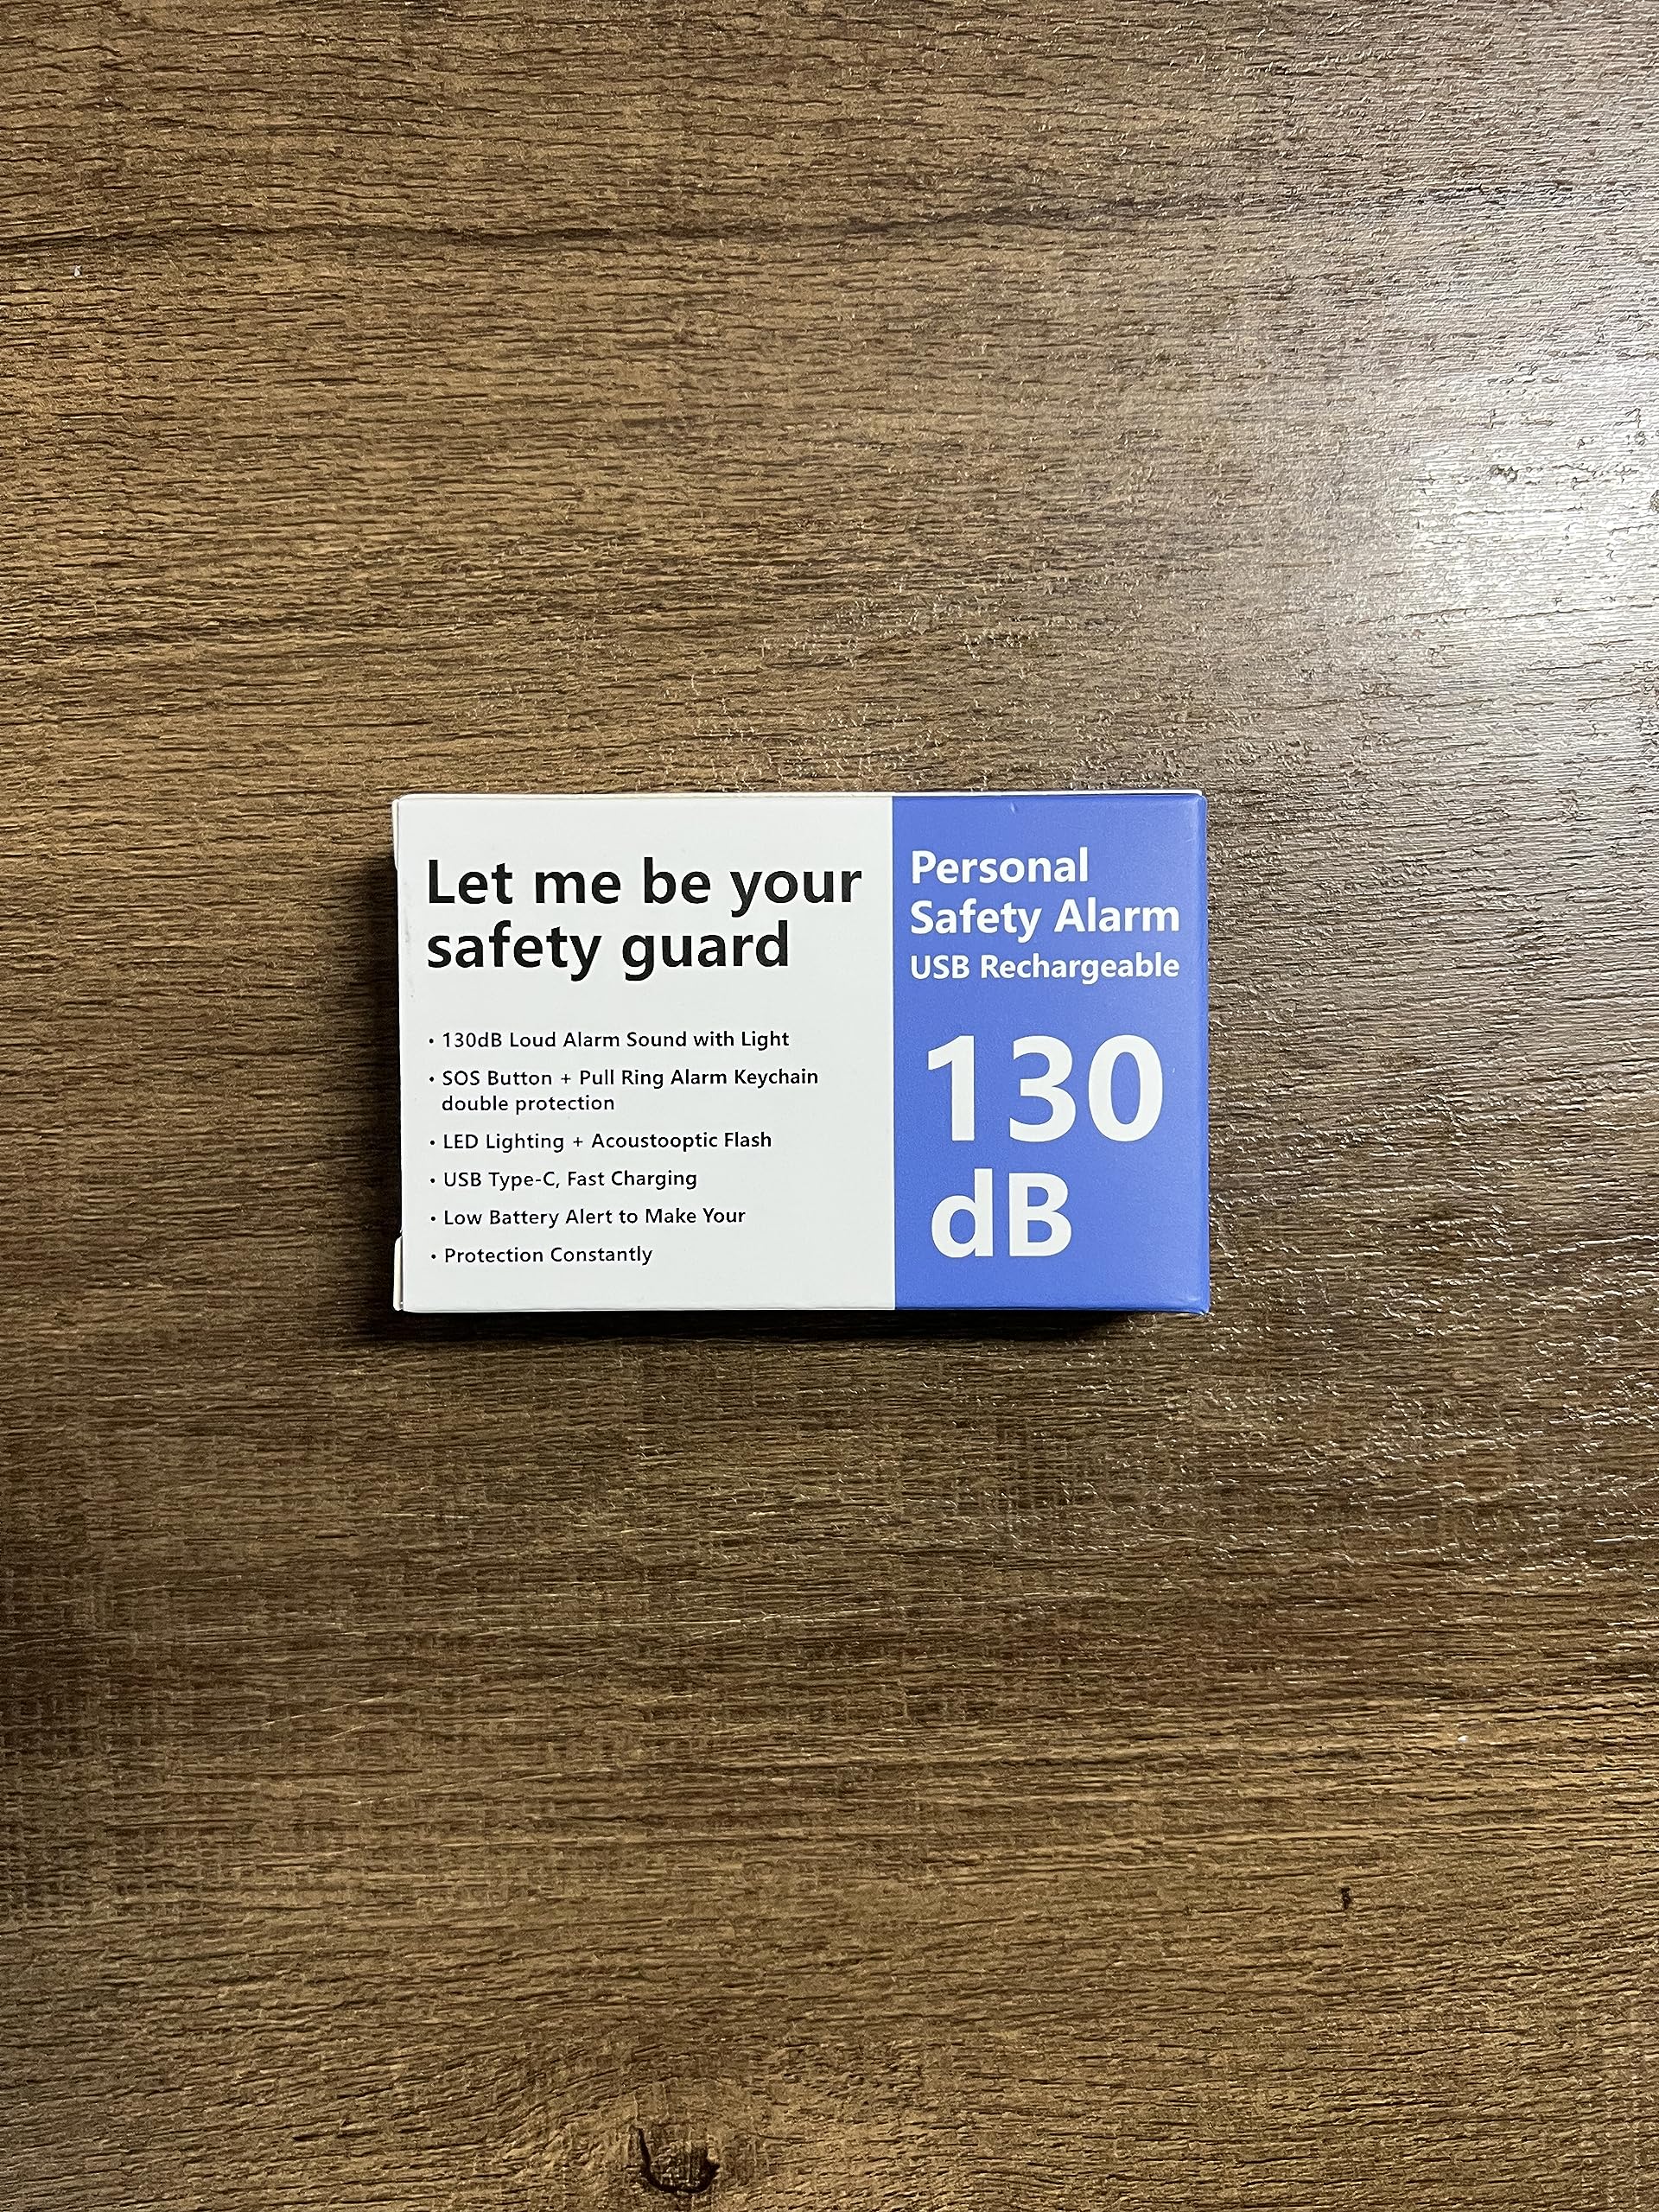 Let me be your
safety guard
• 130dB Loud Alarm Sound with Light
• SOS Button + Pull Ring Alarm Keychain
double protection
• LED Lighting + Acoustooptic Flash
• USB Type-C, Fast Charging
• Low Battery Alert to Make Your
• Protection Constantly
Personal
Safety Alarm
USB Rechargeable
130
dB